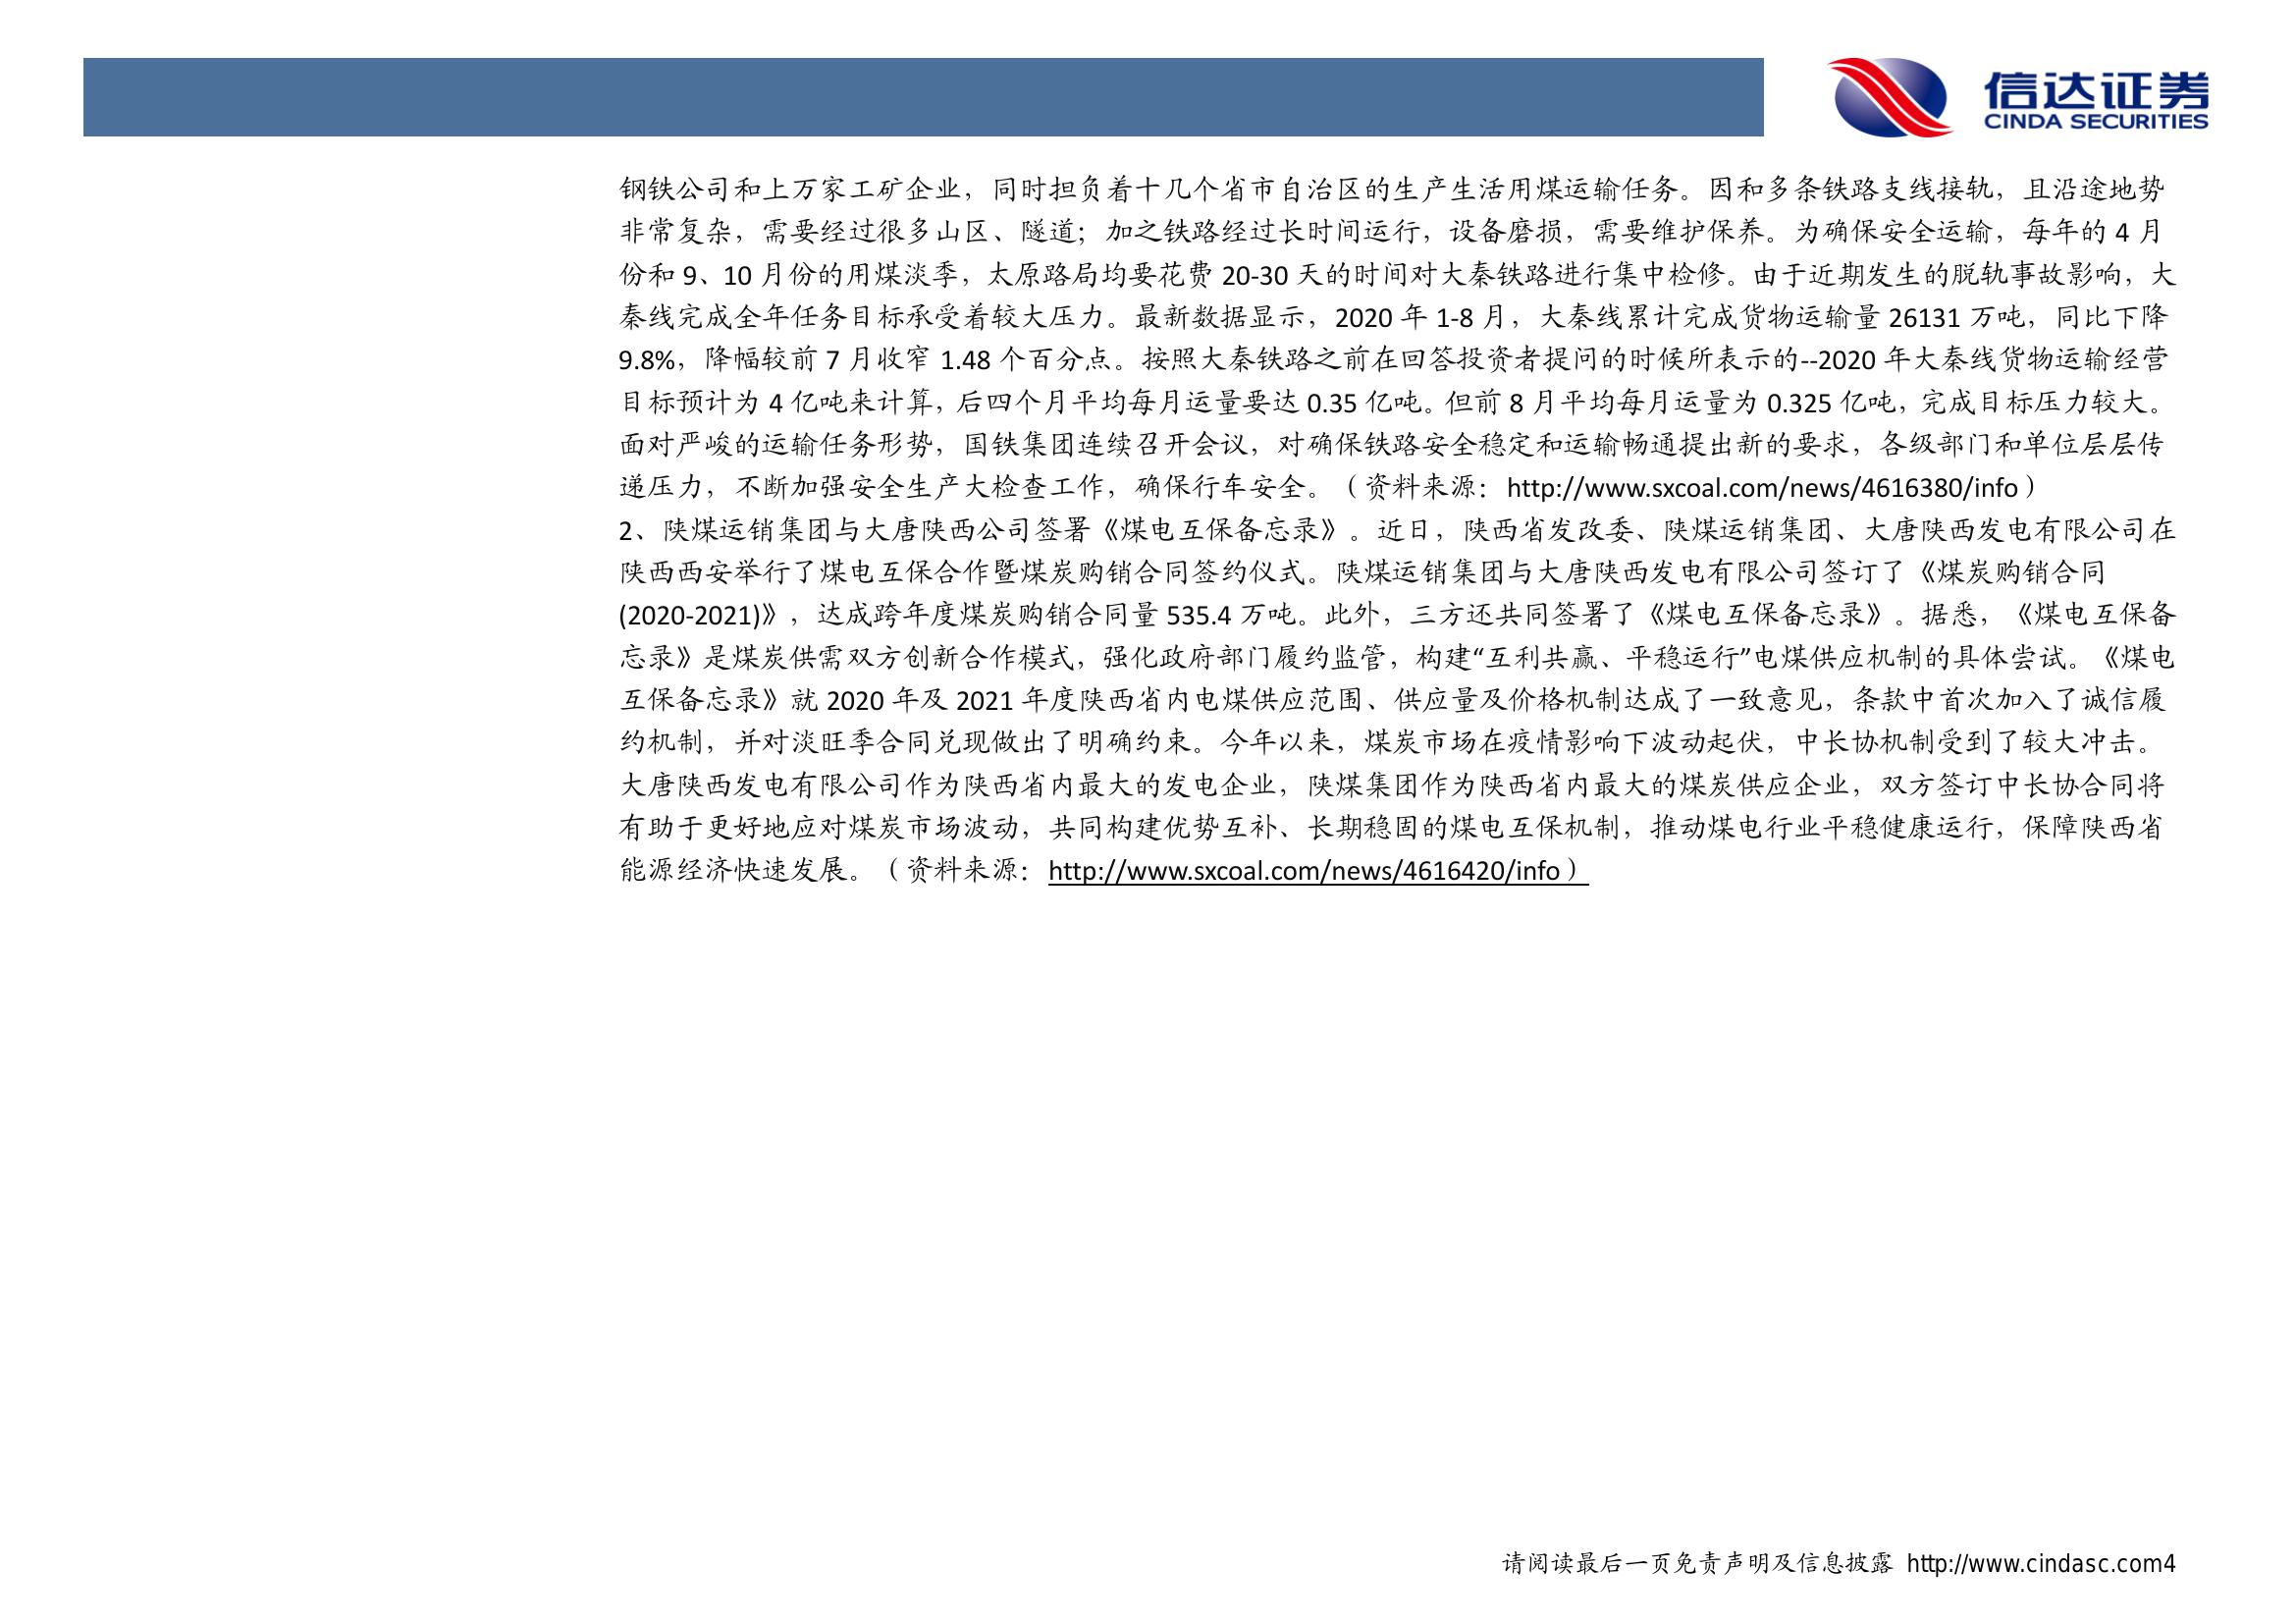 信达证券
CINDA SECURITIES
钢铁公司和上万家工矿企业，同时担负着十几个省市自治区的生产生活用煤运输任务。因和多条铁路支线接轨，且沿途地势
非常复杂，需要经过很多山区、隧道；加之铁路经过长时间运行，设备磨损，需要维护保养。为确保安全运输，每年的 4 月
份和 9、10 月份的用煤淡季，太原路局均要花费 20-30 天的时间对大秦铁路进行集中检修。由于近期发生的脱轨事故影响，大
秦线完成全年任务目标承受着较大压力。最新数据显示，2020 年 1-8 月，大秦线累计完成货物运输量 26131 万吨，同比下降
9.8%，降幅较前 7 月收窄 1.48 个百分点。按照大秦铁路之前在回答投资者提问的时候所表示的--2020 年大秦线货物运输经营
目标预计为 4 亿吨来计算，后四个月平均每月运量要达 0.35 亿吨。但前 8 月平均每月运量为 0.325 亿吨，完成目标压力较大。
面对严峻的运输任务形势，国铁集团连续召开会议，对确保铁路安全稳定和运输畅通提出新的要求，各级部门和单位层层传
递压力，不断加强安全生产大检查工作，确保行车安全。（资料来源：http://www.sxcoal.com/news/4616380/info）
2、陕煤运销集团与大唐陕西公司签署《煤电互保备忘录》。近日，陕西省发改委、陕煤运销集团、大唐陕西发电有限公司在
陕西西安举行了煤电互保合作暨煤炭购销合同签约仪式。陕煤运销集团与大唐陕西发电有限公司签订了《煤炭购销合同
(2020-2021)》，达成跨年度煤炭购销合同量 535.4 万吨。此外，三方还共同签署了《煤电互保备忘录》。据悉，《煤电互保备
忘录》是煤炭供需双方创新合作模式，强化政府部门履约监管，构建“互利共赢、平稳运行”电煤供应机制的具体尝试。《煤电
互保备忘录》就 2020 年及 2021 年度陕西省内电煤供应范围、供应量及价格机制达成了一致意见，条款中首次加入了诚信履
约机制，并对淡旺季合同兑现做出了明确约束。今年以来，煤炭市场在疫情影响下波动起伏，中长协机制受到了较大冲击。
大唐陕西发电有限公司作为陕西省内最大的发电企业，陕煤集团作为陕西省内最大的煤炭供应企业，双方签订中长协合同将
有助于更好地应对煤炭市场波动，共同构建优势互补、长期稳固的煤电互保机制，推动煤电行业平稳健康运行，保障陕西省
能源经济快速发展。（资料来源：http://www.sxcoal.com/news/4616420/info）
请阅读最后一页免责声明及信息披露 http://www.cindasc.com4